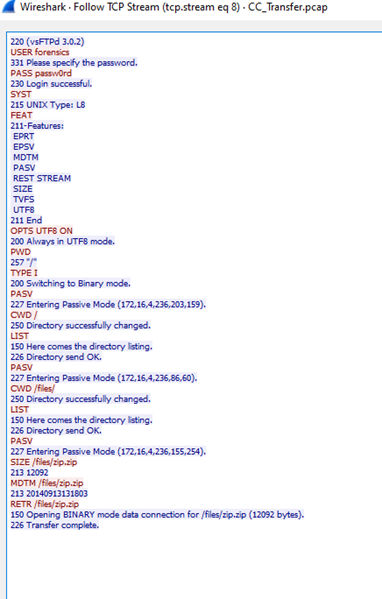 Wireshark · Follow TCP Stream (tcp.stream eq 8) · CC_Transfer.pcap
220 (vsFTPd 3.0.2)
USER forensics
331 Please specify the password.
PASS passw0rd
230 Login successful.
SYST
215 UNIX Type: L8
FEAT
211-Features:
EPRT
EPSV
MDTM
PASV
REST STREAM
SIZE
TVFS
UTF8
211 End
OPTS UTF8 ON
200 Always in UTF8 mode.
PWD
257 "/"
TYPE I
200 Switching to Binary mode.
PASV
227 Entering Passive Mode (172,16,4,236,203,159).
CWD /
250 Directory successfully changed.
LIST
150 Here comes the directory listing.
226 Directory send OK.
PASV
227 Entering Passive Mode (172,16,4,236,86,60).
CWD /files/
250 Directory successfully changed.
LIST
150 Here comes the directory listing.
226 Directory send OK.
PASV
227 Entering Passive Mode (172,16,4,236,155,254).
SIZE /files/zip.zip
213 12092
MDTM /files/zip.zip
213 20140913131803
RETR /files/zip.zip
150 Opening BINARY mode data connection for /files/zip.zip (12092 bytes).
226 Transfer complete.